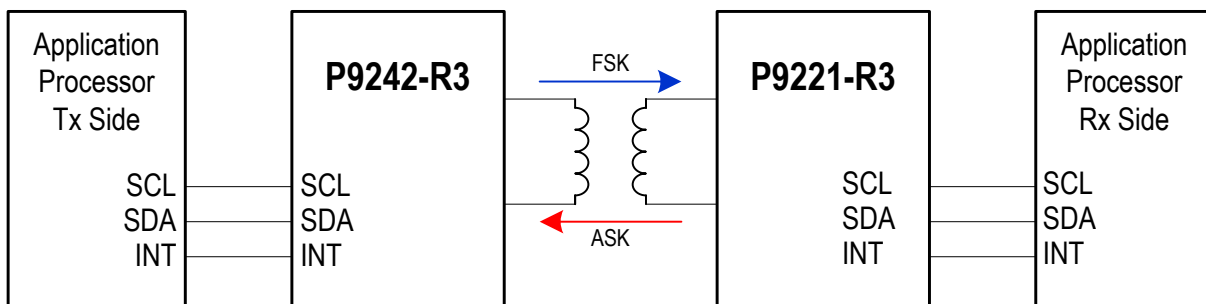 Application
Processor
Tx Side
SCL
SDA
INT
P9242-R3
SCL
SDA
INT
FSK
ASK
P9221-R3
SCL
SDA
INT
Application
Processor
Rx Side
SCL
SDA
INT